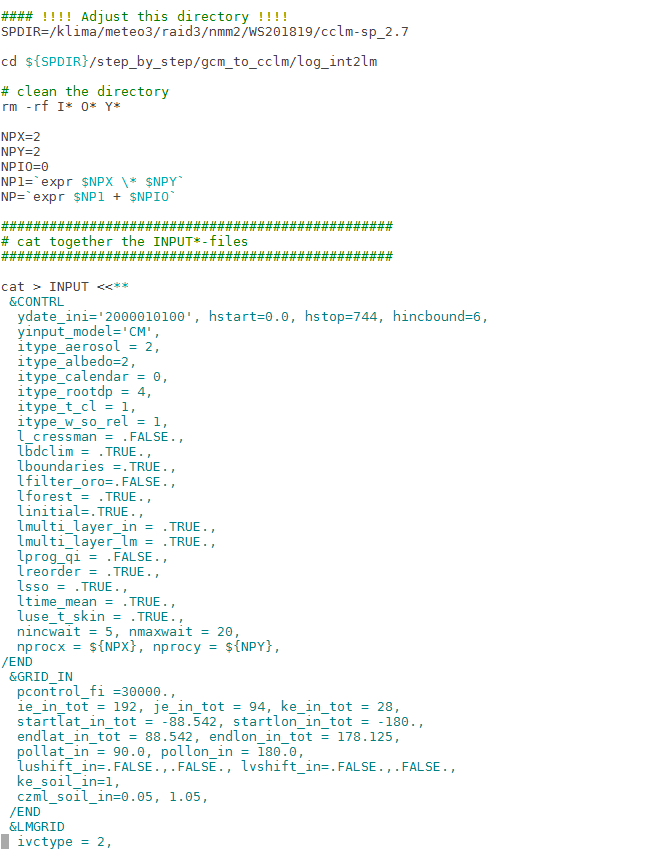 #### !!!! Adjust this directory !!!!
SPDIR=/klima/meteo3/raid3/nmm2/WS201819/cclm-sp_2.7
cd ${SPDIR}/step_by_step/gcm_to_cclm/log_int2lm
# clean the directory
rm -rf I* O* Y*
NPX=2
NPY=2
NPIO=0
NP1=`expr $NPX \* $NPY`
NP=`expr $NP1 + $NPIO`
#################################################
# cat together the INPUT*-files
#################################################
cat > INPUT <<**
&CONTRL
ydate_ini='2000010100', hstart=0.0, hstop=744, hincbound=6,
yinput_model='CM',
itype_aerosol = 2,
itype_albedo=2,
itype_calendar = 0,
itype_rootdp = 4,
itype_t_cl = 1,
itype_w_so_rel = 1,
l_cressman = .FALSE.,
lbdclim = .TRUE.,
lboundaries =.TRUE.,
lfilter_oro=.FALSE.,
lforest = .TRUE.,
linitial=.TRUE.,
lmulti_layer_in = .TRUE.,
lmulti_layer_lm = .TRUE.,
lprog_qi = .FALSE.,
lreorder = .TRUE.,
lsso = .TRUE.,
ltime_mean = .TRUE.,
luse_t_skin = .TRUE.,
nincwait = 5, nmaxwait = 20,
nprocx = ${NPX}, nprocy = ${NPY},
/END
&GRID_IN
pcontrol_fi =30000.,
ie_in_tot = 192, je_in_tot = 94, ke_in_tot = 28,
startlat_in_tot = -88.542, startlon_in_tot = -180.,
endlat_in_tot = 88.542, endlon_in_tot = 178.125,
pollat_in = 90.0, pollon_in = 180.0,
lushift_in=.FALSE.,.FALSE., lvshift_in=.FALSE.,.FALSE.,
ke_soil_in=1,
czml_soil_in=0.05, 1.05,
/END
&LMGRID
ivctype = 2,